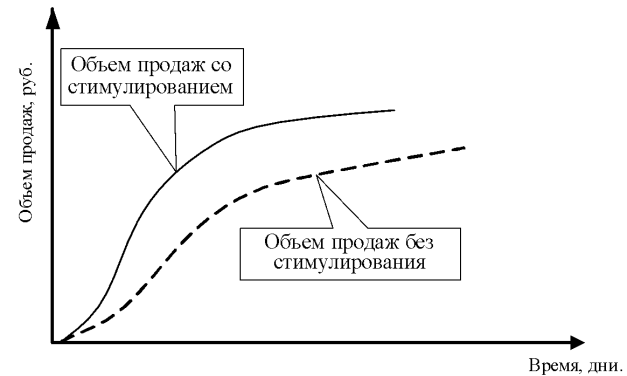 Объем продаж, руб.
Объем продаж со
стимулированием
Объем продаж без
стимулирования
Время, дни.